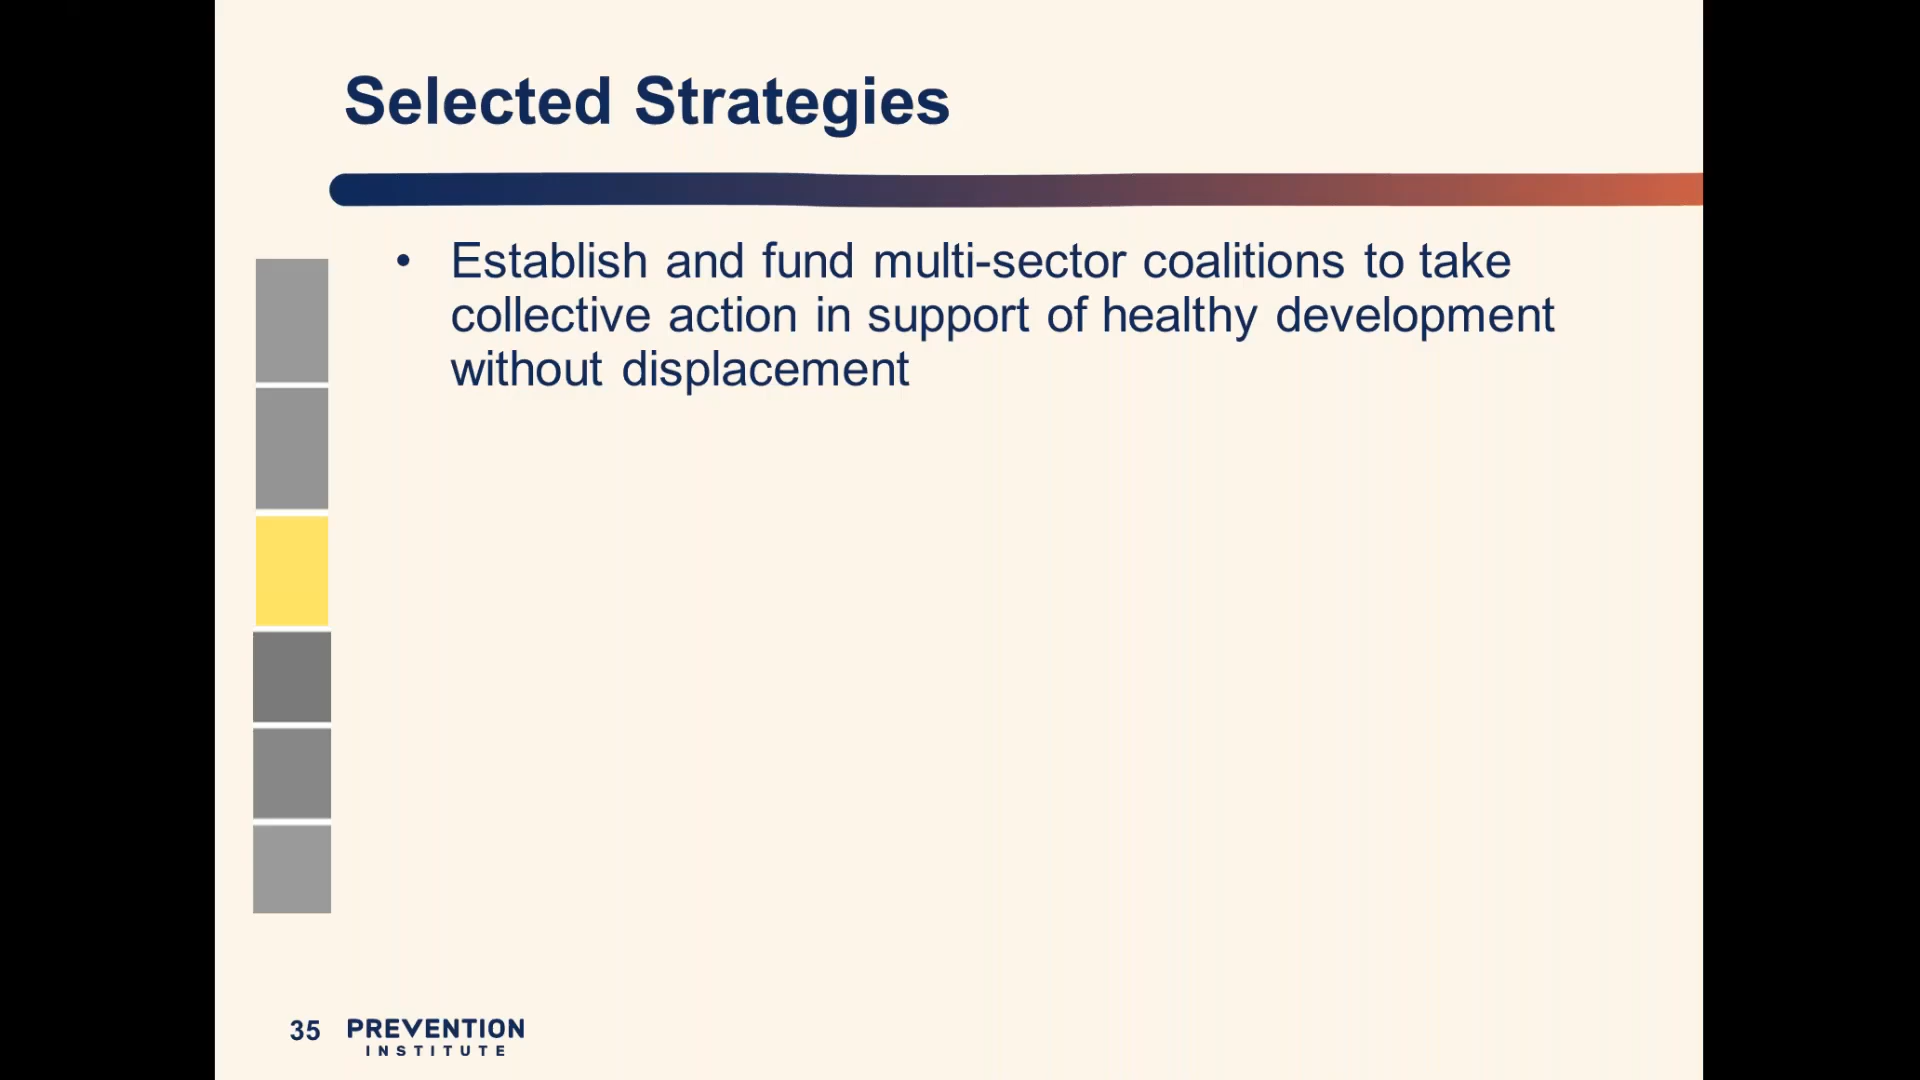 Selected Strategies
• Establish and fund multi-sector coalitions to take
collective action in support of healthy development
without displacement
35 PREVENTION
INSTITUTE